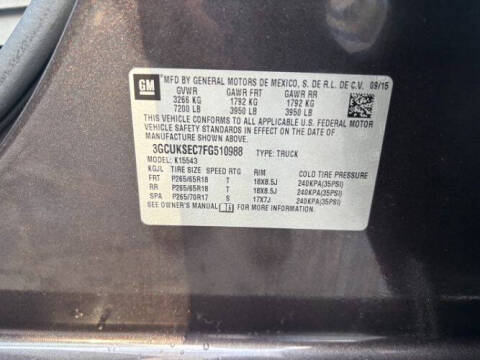 GM MFD BY GENERAL MOTORS DE MEXICO, S. DE R.L. DE C.V. 09/15
GVWR GAWR FRT GAWR RR
3266 KG 1792 KG 1792 KG
7200 LB 3950 LB 3950 LB
THIS VEHICLE CONFORMS TO ALL APPLICABLE U.S. FEDERAL MOTOR
VEHICLE SAFETY AND THEFT PREVENTION STANDARDS IN EFFECT ON
THE DATE OF MANUFACTURE SHOWN ABOVE.
3GCUKSEC7FG510988 TYPE: TRUCK
MODEL: K15543
KGJL TIRE SIZE SPEED RTG RIM COLD TIRE PRESSURE
FRT P265/65R18 T 18X8.5J 240KPA(35PSI)
RR P265/65R18 T 18X8.5J 240KPA(35PSI)
SPA P265/70R17 S 17X7J 240KPA(35PSI)
SEE OWNER'S MANUAL FOR MORE INFORMATION.